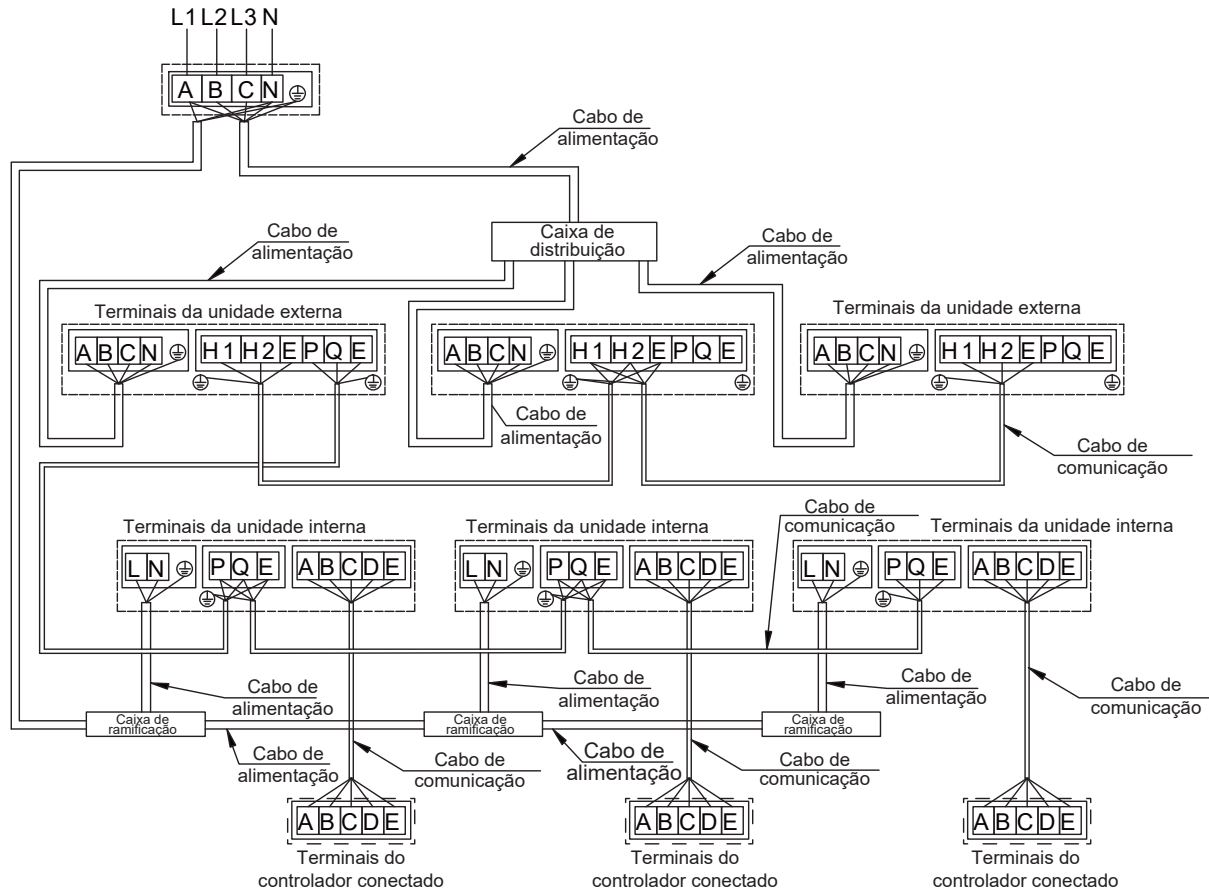 L1 L2 L3 N
A B C N
Cabo de
alimentação
Caixa de
distribuição
Cabo de
alimentação
Cabo de
alimentação
Terminais da unidade externa
Terminais da unidade externa
A B C N
H1 H2 E P Q E
A B C N
H1 H2 E P Q E
A B C N
H1 H2 E P Q E
Cabo de
alimentação
Cabo de
comunicação
Cabo de
comunicação
Terminais da unidade interna
Terminais da unidade interna
Terminais da unidade interna
L N
P Q E
A B C D E
L N
P Q E
A B C D E
L N
P Q E
A B C D E
Cabo de
alimentação
Cabo de
alimentação
Cabo de
alimentação
Cabo de
comunicação
Caixa de
ramificação
Caixa de
ramificação
Caixa de
ramificação
Cabo de
alimentação
Cabo de
comunicação
Cabo de
alimentação
Cabo de
comunicação
A B C D E
A B C D E
A B C D E
Terminais do
controlador conectado
Terminais do
controlador conectado
Terminais do
controlador conectado